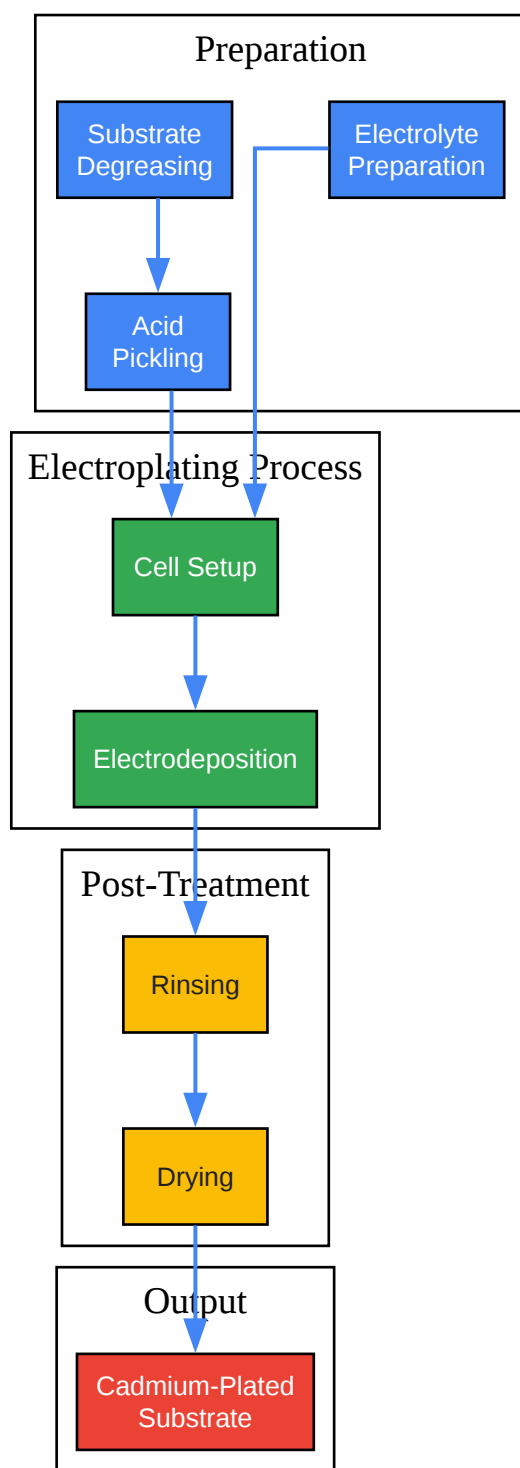 Preparation
Substrate
Degreasing
Electrolyte
Preparation
Acid
Pickling
Electroplating Process
Cell Setup
Electrodeposition
Post-Treatment
Rinsing
Drying
Output
Cadmium-Plated
Substrate